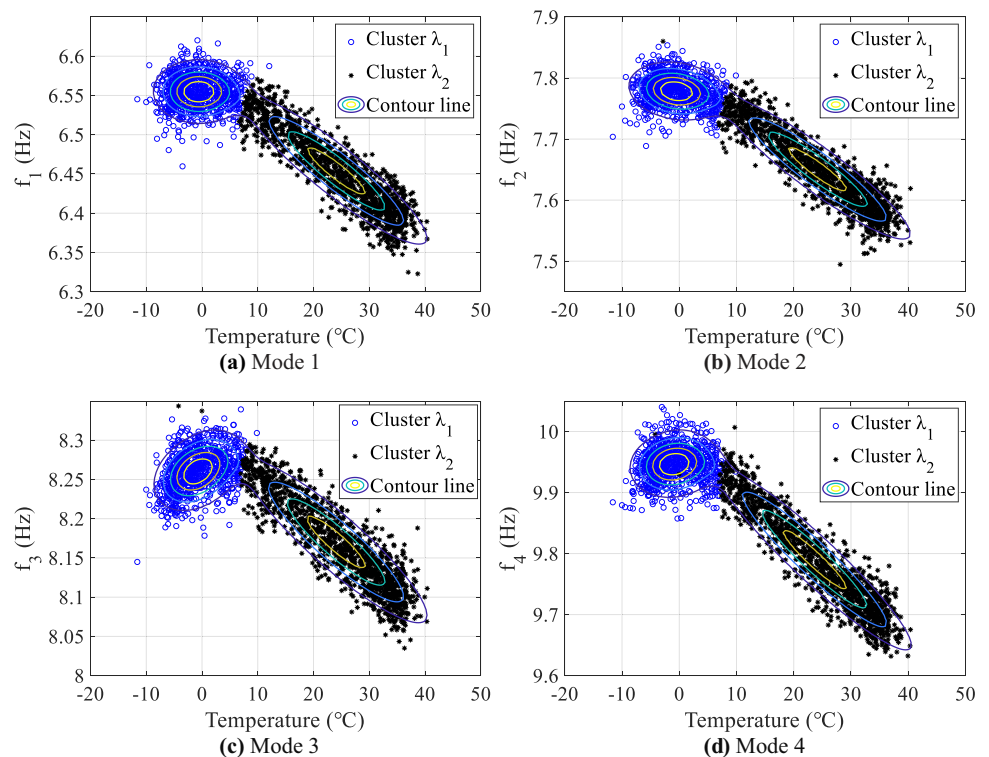 6.6
6.55
6.5
6.45
6.4
6.35
6.3
f1 (Hz)
-20 -10 0 10 20 30 40 50
Temperature (℃)
Cluster λ1
Cluster λ2
Contour line
(a) Mode 1
7.9
7.8
7.7
7.6
7.5
f2 (Hz)
-20 -10 0 10 20 30 40 50
Temperature (℃)
Cluster λ1
Cluster λ2
Contour line
(b) Mode 2
8.3
8.25
8.2
8.15
8.1
8.05
8
f3 (Hz)
-20 -10 0 10 20 30 40 50
Temperature (℃)
Cluster λ1
Cluster λ2
Contour line
(c) Mode 3
10
9.9
9.8
9.7
9.6
f4 (Hz)
-20 -10 0 10 20 30 40 50
Temperature (℃)
Cluster λ1
Cluster λ2
Contour line
(d) Mode 4